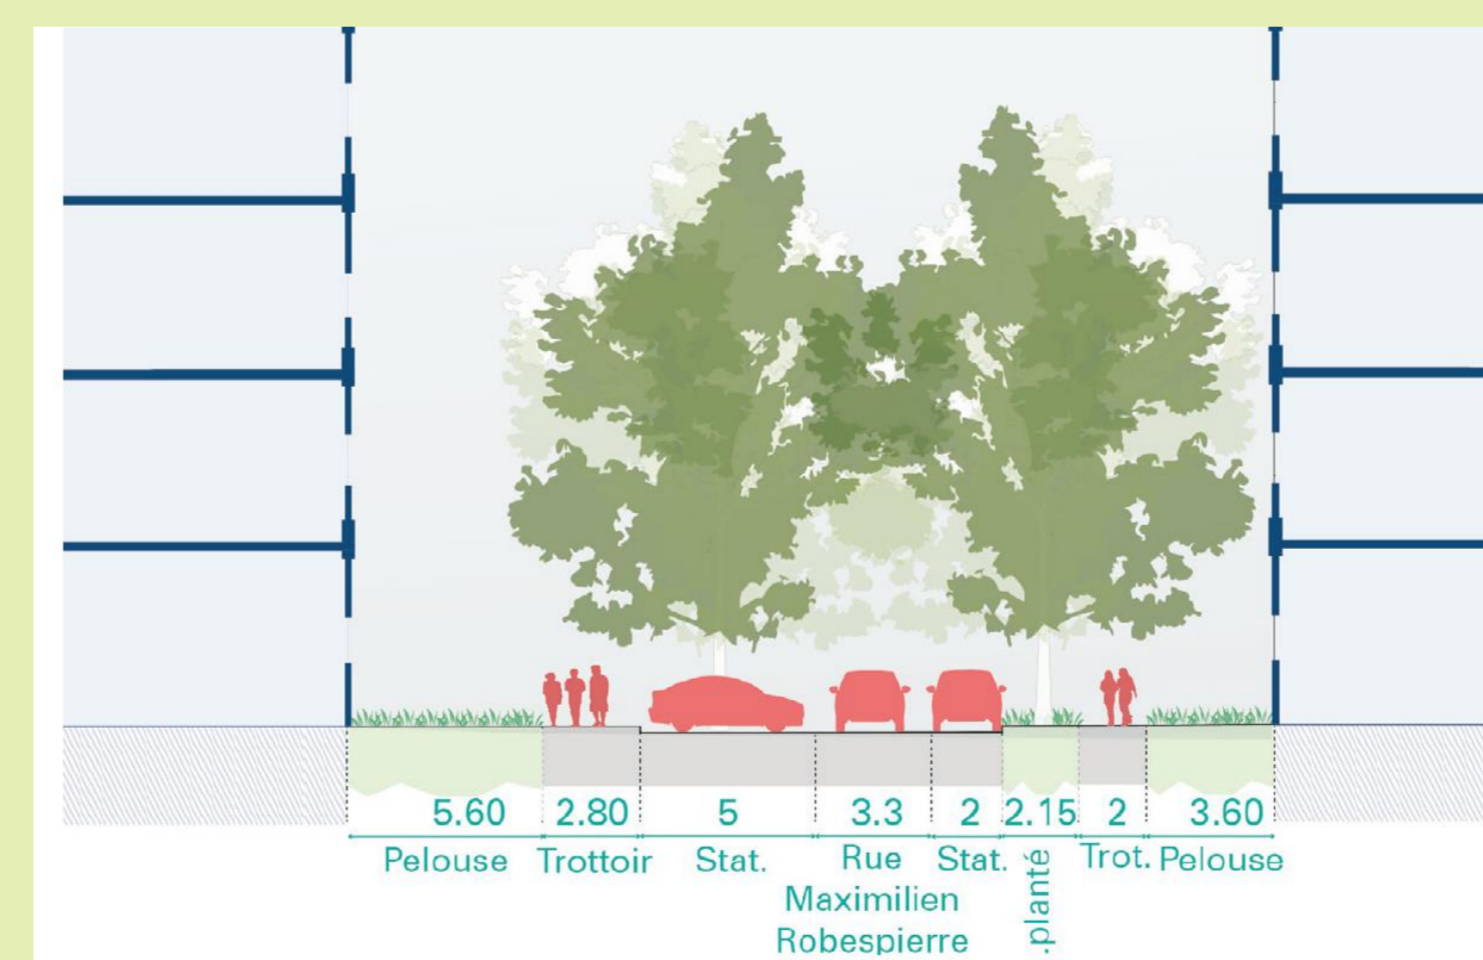 5.60 2.80 5 3.3 2 2.15 2 3.60
Pelouse Trottoir Stat. Rue Stat. Trot. Pelouse
Maximilien
Robespierre
.planté